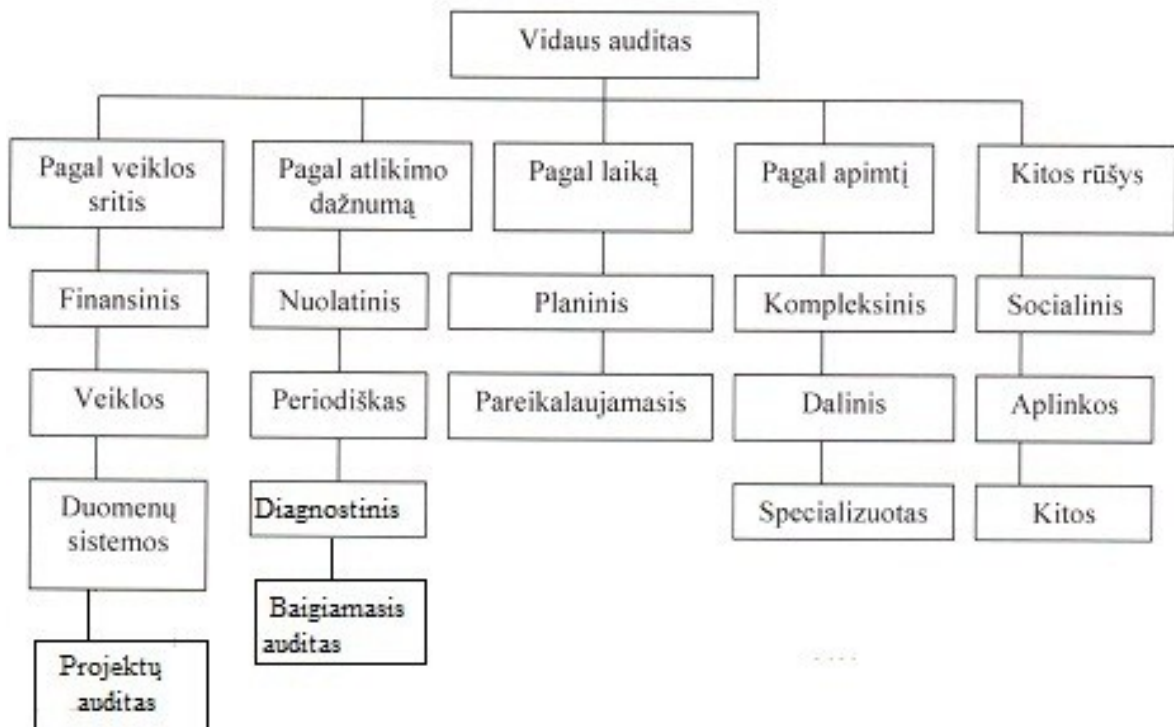 Vidaus auditas
Pagal veiklos
sritis
Pagal atlikimo
dažnumą
Pagal laiką
Pagal apimtį
Kitos rūšys
Finansinis
Nuolatinis
Planinis
Kompleksinis
Socialinis
Veiklos
Periodiškas
Pareikalaujamasis
Dalinis
Aplinkos
Duomenų
sistemos
Diagnostinis
Specializuotas
Kitos
Baigiamasis
auditas
Projektų
auditas